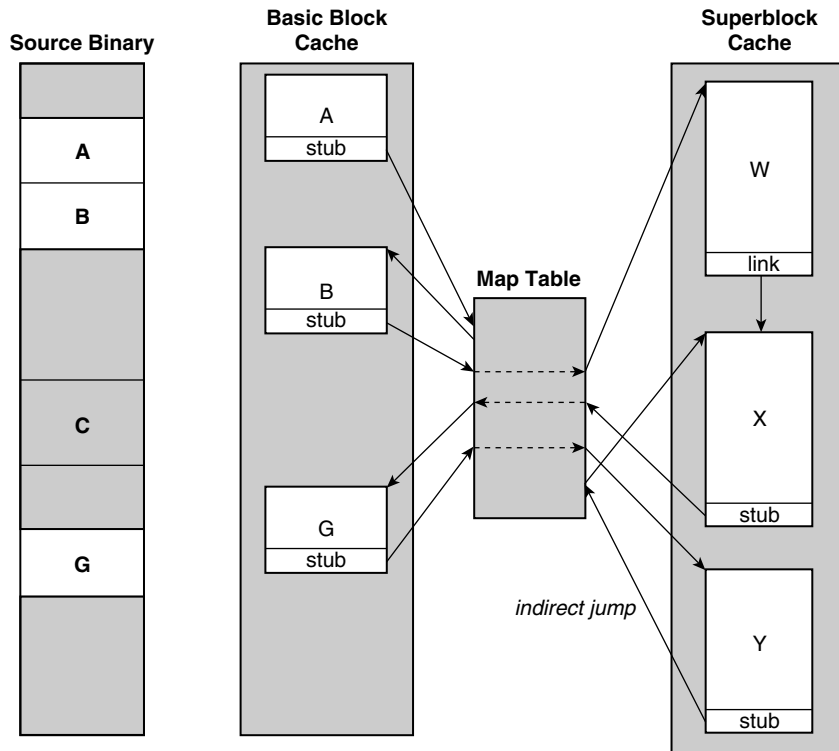 Source Binary
A
B
C
G
Basic Block
Cache
A
stub
B
stub
G
stub
Map Table
indirect jump
Superblock
Cache
W
link
X
stub
Y
stub